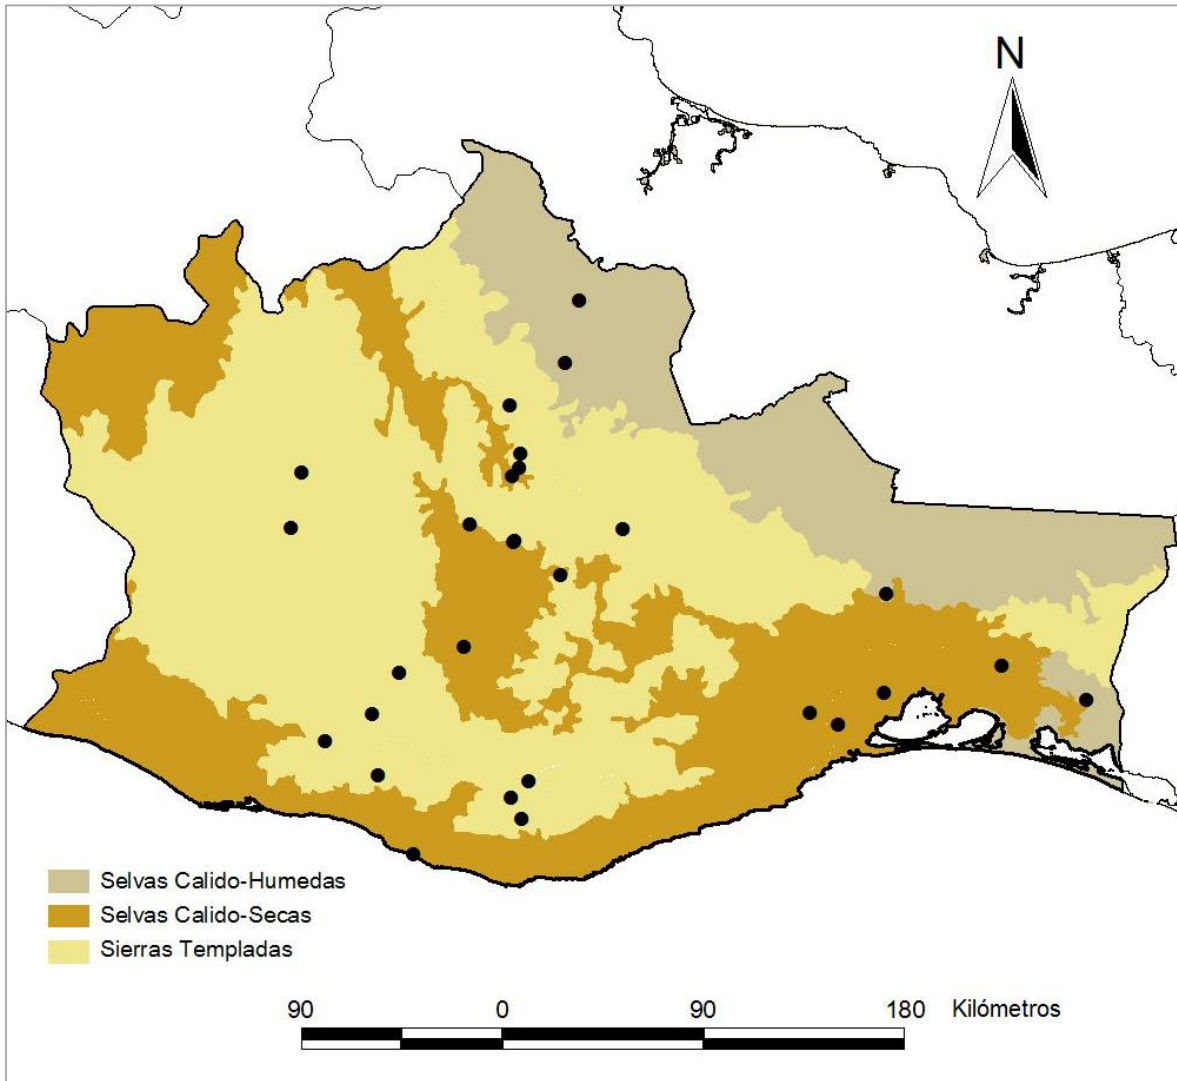 N
Selvas Calido-Humedas
Selvas Calido-Secas
Sierras Templadas
90 0 90 180 Kilómetros